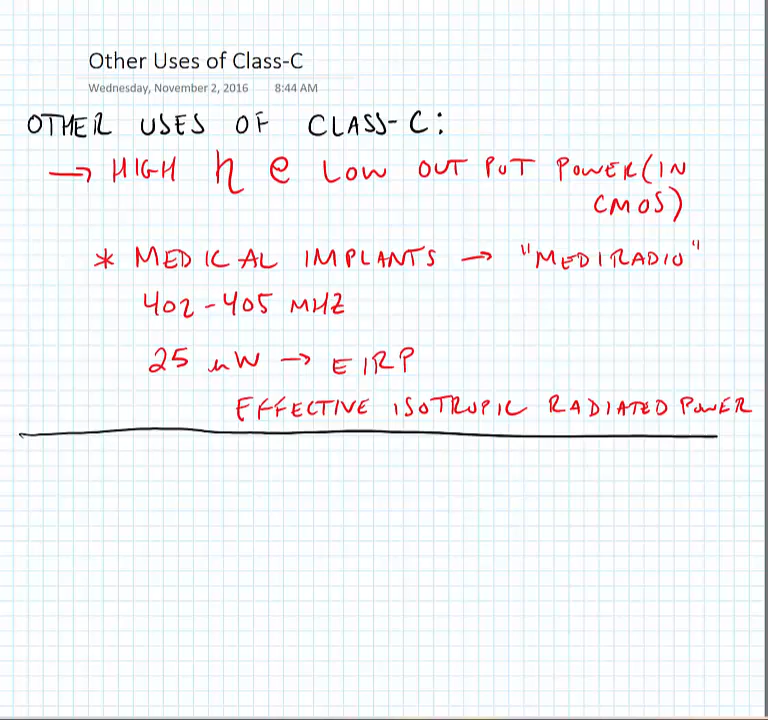 Other Uses of Class-C
Wednesday, November 2, 2016 8:44 AM
OTHER USES OF CLASS-C:
→ HIGH η @ LOW OUTPUT POWER (IN
CMOS)
* MEDICAL IMPLANTS → "MEDIRADIO"
402-405 MHZ
25 uW → EIRP
EFFECTIVE ISOTROPIC RADIATED POWER